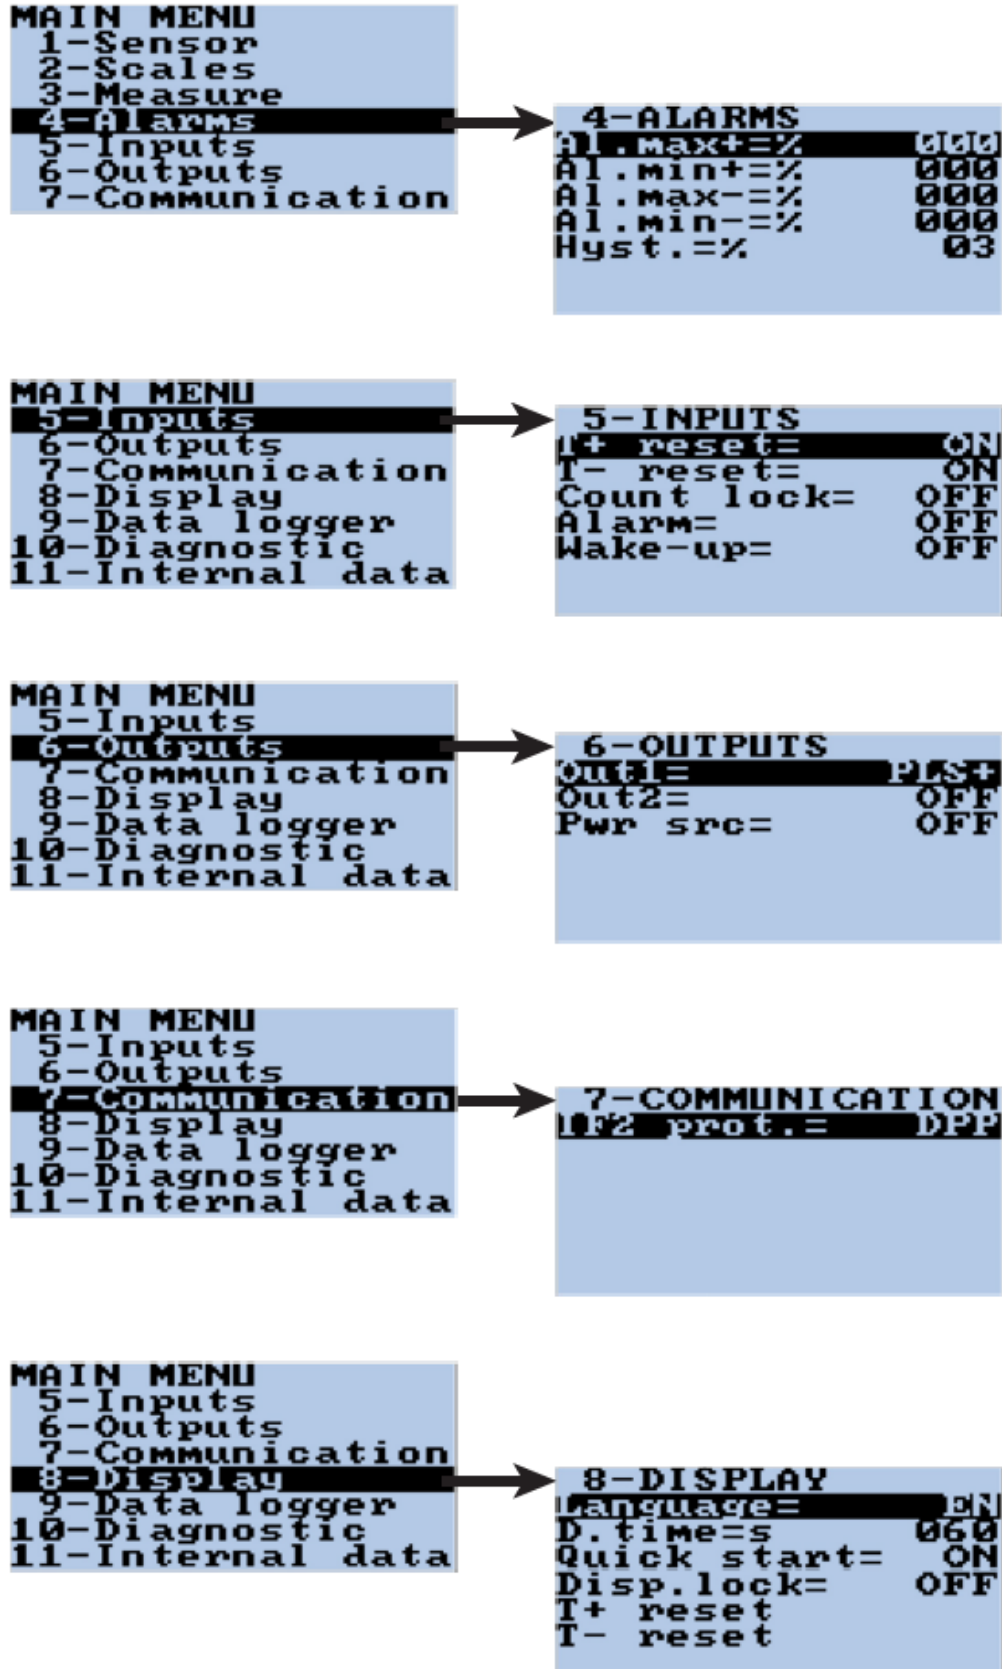 MAIN MENU
1-Sensor
2-Scales
3-Measure
4-Alarms
5-Inputs
6-Outputs
7-Communication
4-ALARMS
Al.max+=% 000
Al.min+=% 000
Al.max-=% 000
Al.min-=% 000
Hyst.=% 03
MAIN MENU
5-Inputs
6-Outputs
7-Communication
8-Display
9-Data logger
10-Diagnostic
11-Internal data
5-INPUTS
T+ reset= ON
T- reset= ON
Count lock= OFF
Alarm= OFF
Wake-up= OFF
MAIN MENU
5-Inputs
6-Outputs
7-Communication
8-Display
9-Data logger
10-Diagnostic
11-Internal data
6-OUTPUTS
Out1= PLS+
Out2= OFF
Pwr src= OFF
MAIN MENU
5-Inputs
6-Outputs
7-Communication
8-Display
9-Data logger
10-Diagnostic
11-Internal data
7-COMMUNICATION
IF2 prot.= DPP
MAIN MENU
5-Inputs
6-Outputs
7-Communication
8-Display
9-Data logger
10-Diagnostic
11-Internal data
8-DISPLAY
Language= EN
D.time=s 060
Quick start= ON
Disp.lock= OFF
T+ reset
T- reset